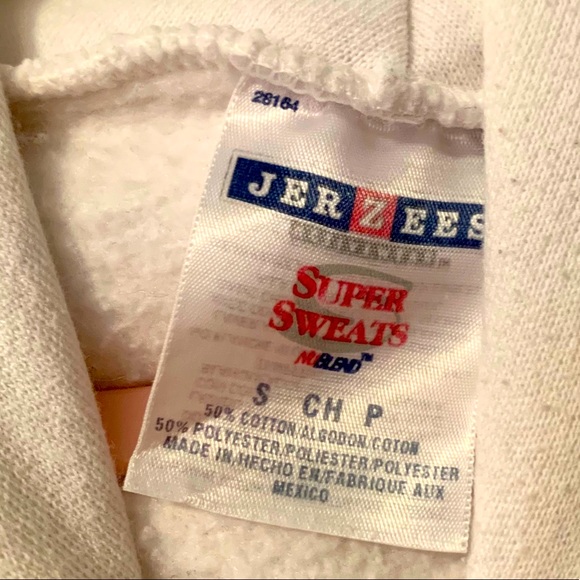 28164
JERZEES
SUPER
SWEATS
NUBLEND™
S CH P
50% COTTON/ALGODON/COTON
50% POLYESTER/POLIESTER/POLYESTER
MADE IN/HECHO EN/FABRIQUE AUX
MEXICO